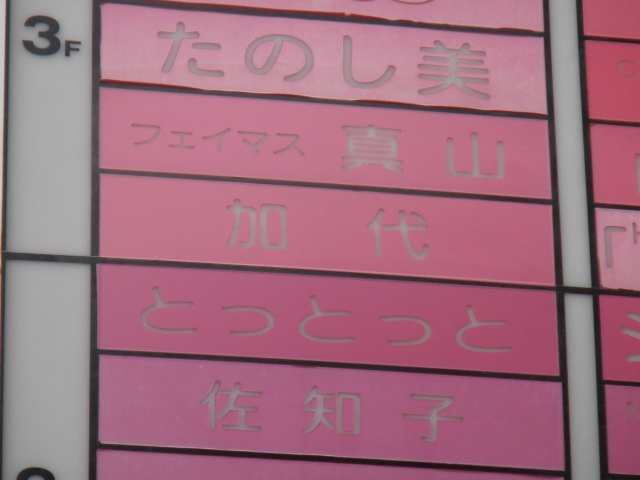 3F
たのし美
フェイマス 真山
加代
とっとっと
佐知子